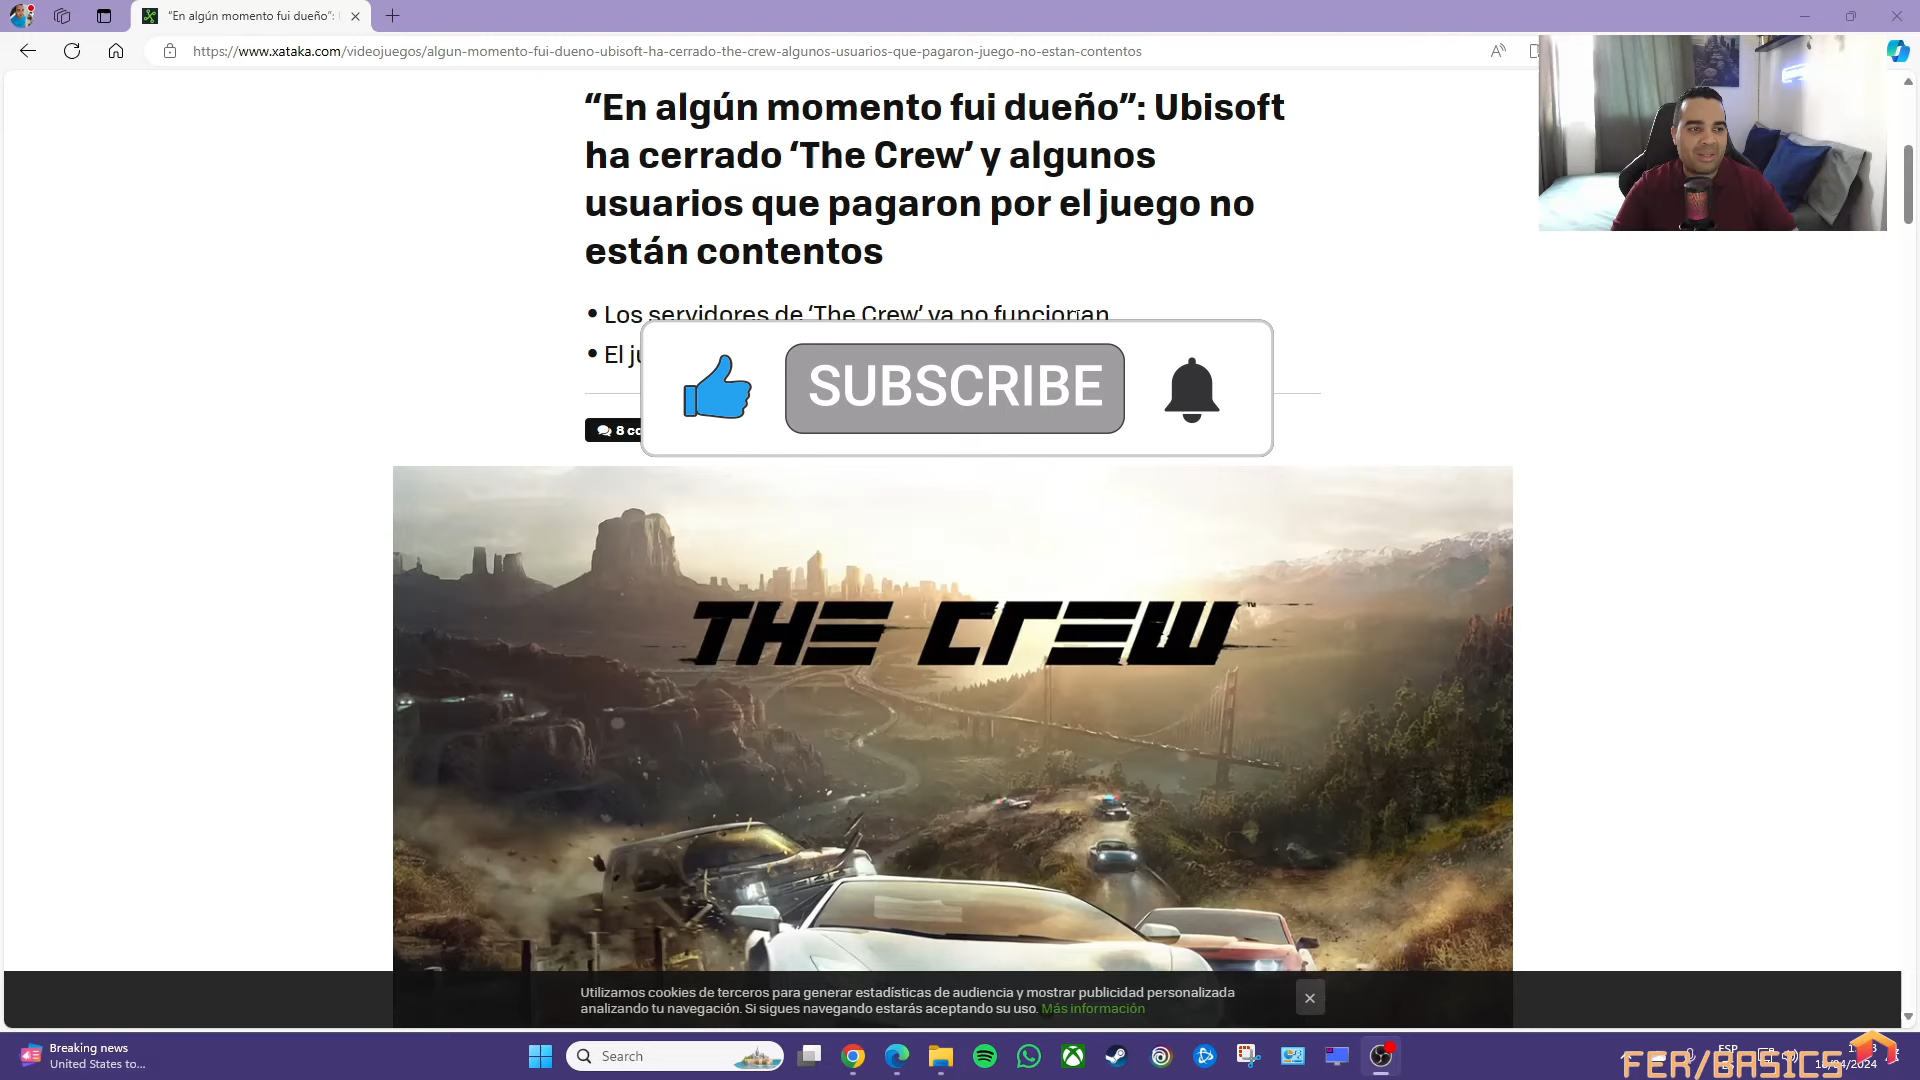 "En algún momento fui dueño":
https://www.xataka.com/videojuegos/algun-momento-fui-dueno-ubisoft-ha-cerrado-the-crew-algunos-usuarios-que-pagaron-juego-no-estan-contentos
“En algún momento fui dueño”: Ubisoft
ha cerrado ‘The Crew’ y algunos
usuarios que pagaron por el juego no
están contentos
• Los servidores de ‘The Crew’ ya no funcionan
• El
SUBSCRIBE
8
THE CREW™
Utilizamos cookies de terceros para generar estadísticas de audiencia y mostrar publicidad personalizada
analizando tu navegación. Si sigues navegando estarás aceptando su uso. Más información
Breaking news
United States to...
Search
ESP
FER/BASICS